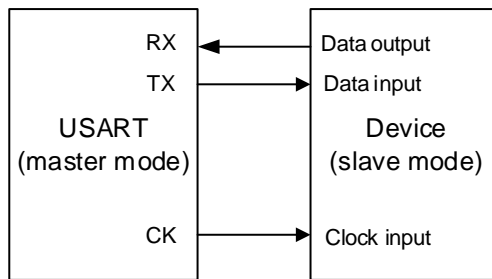 RX
Data output
TX
Data input
USART
(master mode)
Device
(slave mode)
CK
Clock input